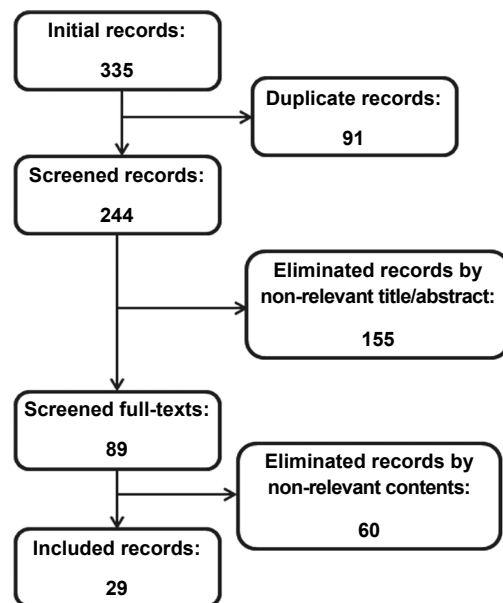 Initial records:
335
Duplicate records:
91
Screened records:
244
Eliminated records by
non-relevant title/abstract:
155
Screened full-texts:
89
Eliminated records by
non-relevant contents:
60
Included records:
29